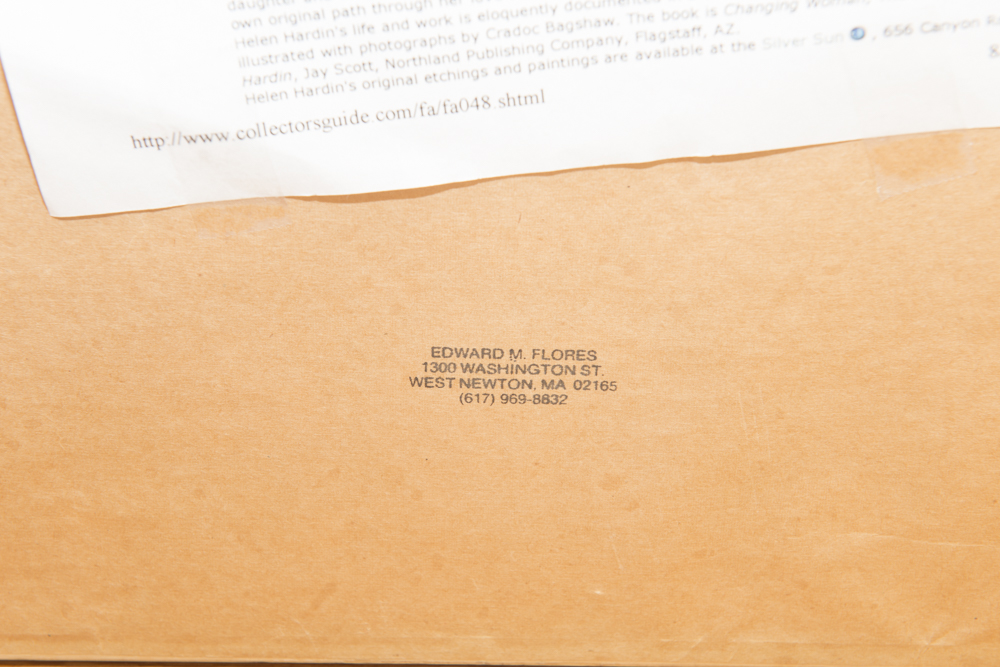 daughter
own original path through her
Helen Hardin's life and work is eloquently documented
illustrated with photographs by Cradoc Bagshaw. The book is Changing Woman,
Hardin, Jay Scott, Northland Publishing Company, Flagstaff, AZ.
Helen Hardin's original etchings and paintings are available at the Silver Sun , 656 Canyon
http://www.collectorsguide.com/fa/fa048.shtml
EDWARD M. FLORES
1300 WASHINGTON ST.
WEST NEWTON, MA 02165
(617) 969-8832